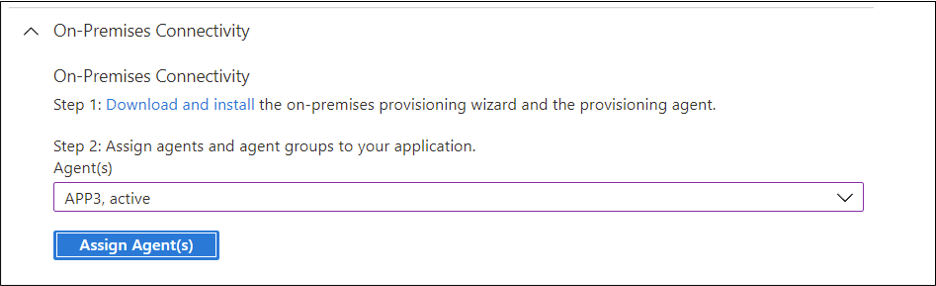 On-Premises Connectivity
On-Premises Connectivity
Step 1: Download and install the on-premises provisioning wizard and the provisioning agent.
Step 2: Assign agents and agent groups to your application.
Agent(s)
APP3, active
Assign Agent(s)